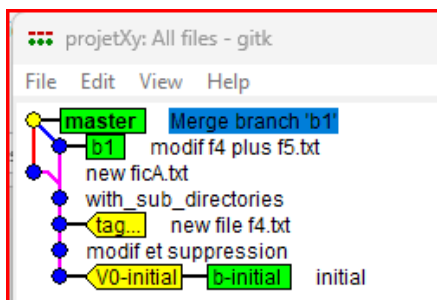 projetXy: All files - gitk
File Edit View Help
master Merge branch 'b1'
b1 modif f4 plus f5.txt
new ficA.txt
with_sub_directories
tag... new file f4.txt
modif et suppression
V0-initial b-initial initial